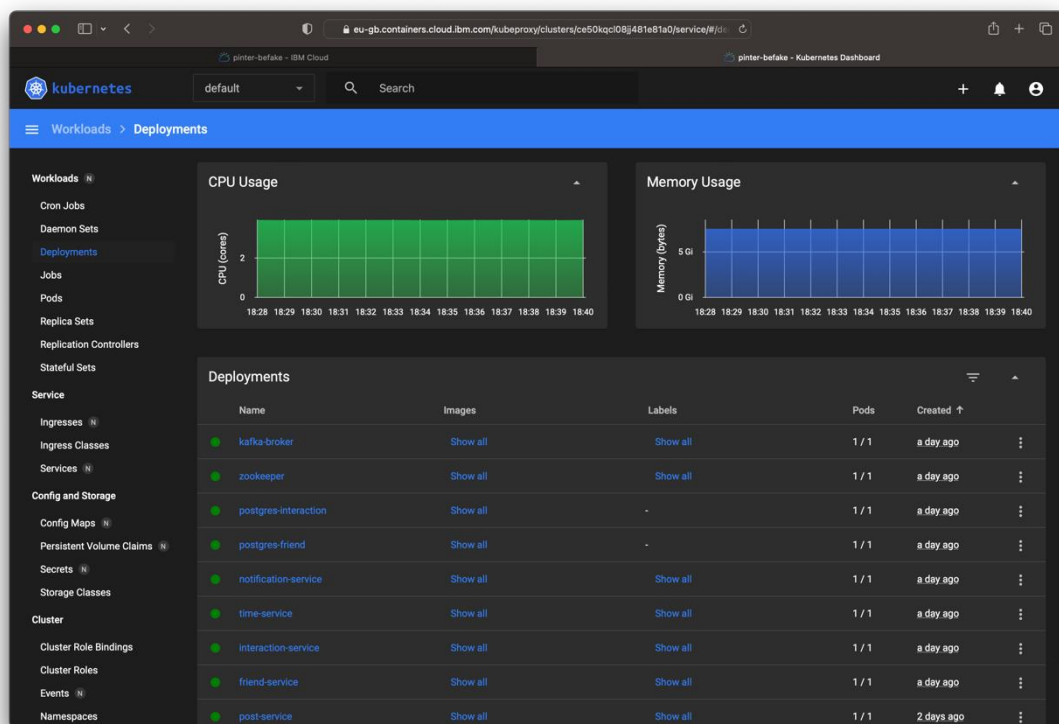 eu-gb.containers.cloud.ibm.com/kubeproxy/clusters/ce50kqcl08jj481e81a0/service/#/de
pinter-befake - IBM Cloud
pinter-befake - Kubernetes Dashboard
kubernetes
default
Search
Workloads > Deployments
Workloads N
Cron Jobs
Daemon Sets
Deployments
Jobs
Pods
Replica Sets
Replication Controllers
Stateful Sets
Service
Ingresses N
Ingress Classes
Services N
Config and Storage
Config Maps N
Persistent Volume Claims N
Secrets N
Storage Classes
Cluster
Cluster Role Bindings
Cluster Roles
Events N
Namespaces
CPU Usage
CPU (cores)
2
0
18:28 18:29 18:30 18:31 18:32 18:33 18:34 18:35 18:36 18:37 18:38 18:39 18:40
Memory Usage
Memory (bytes)
5 Gi
0 Gi
18:28 18:29 18:30 18:31 18:32 18:33 18:34 18:35 18:36 18:37 18:38 18:39 18:40
Deployments
Name Images Labels Pods Created ↑
kafka-broker Show all Show all 1 / 1 a day ago
zookeeper Show all Show all 1 / 1 a day ago
postgres-interaction Show all - 1 / 1 a day ago
postgres-friend Show all - 1 / 1 a day ago
notification-service Show all Show all 1 / 1 a day ago
time-service Show all Show all 1 / 1 a day ago
interaction-service Show all Show all 1 / 1 a day ago
friend-service Show all Show all 1 / 1 a day ago
post-service Show all Show all 1 / 1 2 days ago